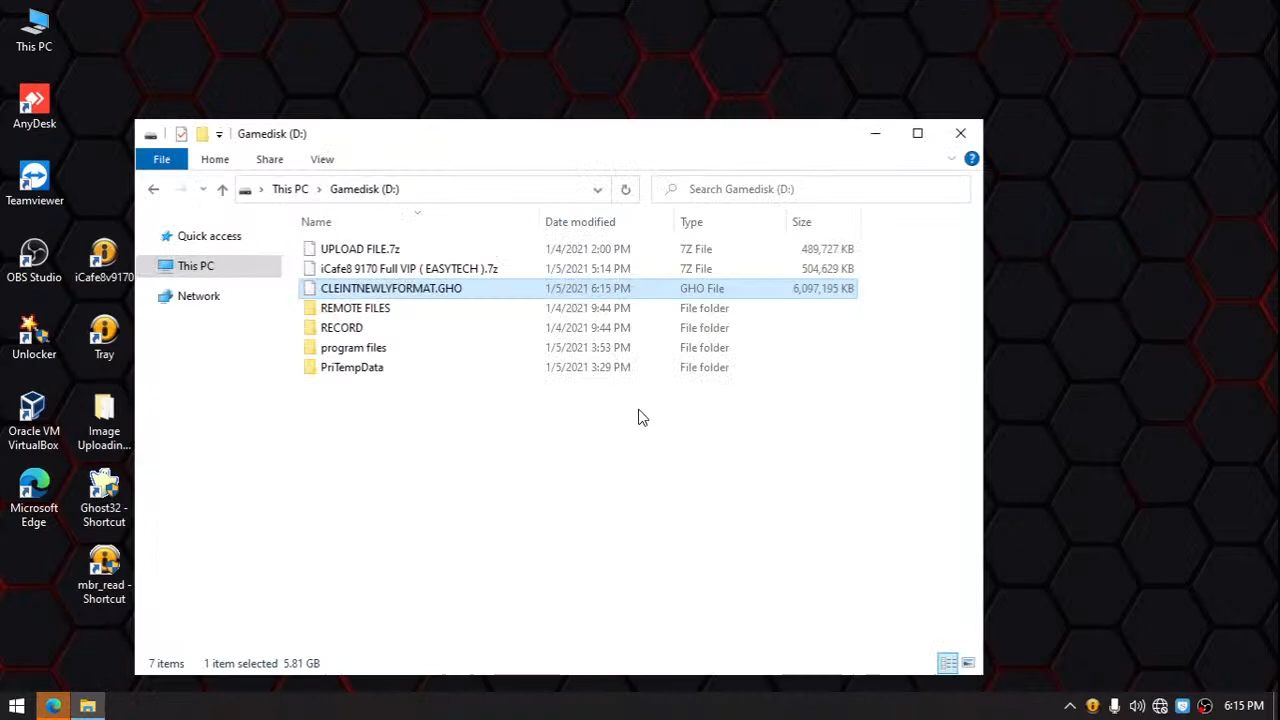 This PC
AnyDesk
Teamviewer
OBS Studio
iCafe8v9170
Unlocker
Tray
Oracle VM
VirtualBox
Image
Uploadin...
Microsoft
Edge
Ghost32 -
Shortcut
mbr_read -
Shortcut
Gamedisk (D:)
File Home Share View
This PC > Gamedisk (D:)
Search Gamedisk (D:)
Quick access
This PC
Network
Name Date modified Type Size
UPLOAD FILE.7z 1/4/2021 2:00 PM 7Z File 489,727 KB
iCafe8 9170 Full VIP ( EASYTECH ).7z 1/5/2021 5:14 PM 7Z File 504,629 KB
CLEINTNEWLYFORMAT.GHO 1/5/2021 6:15 PM GHO File 6,097,195 KB
REMOTE FILES 1/4/2021 9:44 PM File folder
RECORD 1/4/2021 9:44 PM File folder
program files 1/5/2021 3:53 PM File folder
PriTempData 1/5/2021 3:29 PM File folder
7 items 1 item selected 5.81 GB
6:15 PM